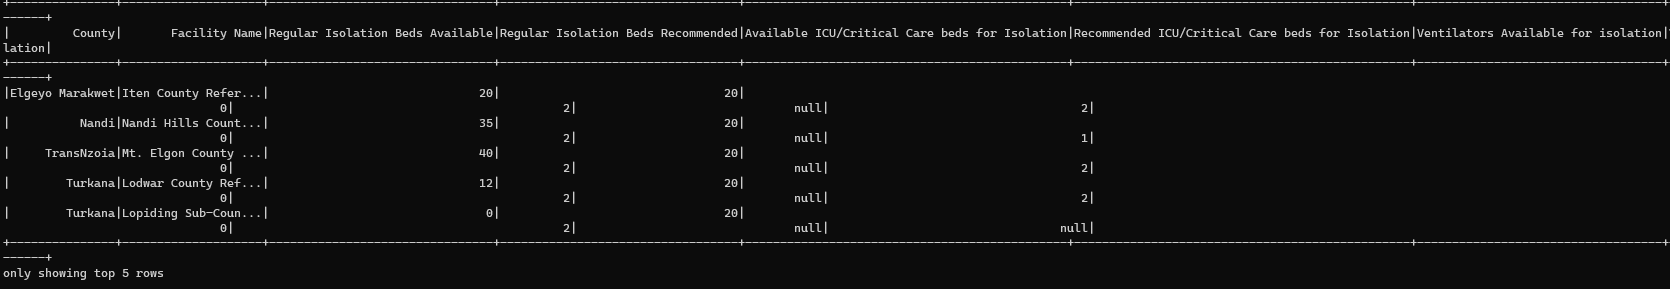 +---------------+--------------------+--------------------------------+----------------------------------+----------------------------------------------+------------------------------------------------+-----------------------------------+
------+
|         County|       Facility Name|Regular Isolation Beds Available|Regular Isolation Beds Recommended|Available ICU/Critical Care beds for Isolation|Recommended ICU/Critical Care beds for Isolation|Ventilators Available for isolation|
lation|
+---------------+--------------------+--------------------------------+----------------------------------+----------------------------------------------+------------------------------------------------+-----------------------------------+
------+
|Elgeyo Marakwet|Iten County Refer...|                              20|                                20|
0|                                               2|                               null|                                    2|
|          Nandi|Nandi Hills Count...|                              35|                                20|
0|                                               2|                               null|                                    1|
|     TransNzoia|Mt. Elgon County ...|                              40|                                20|
0|                                               2|                               null|                                    2|
|        Turkana|Lodwar County Ref...|                              12|                                20|
0|                                               2|                               null|                                    2|
|        Turkana|Lopiding Sub-Coun...|                               0|                                20|
0|                                               2|                               null|                                 null|
+---------------+--------------------+--------------------------------+----------------------------------+----------------------------------------------+------------------------------------------------+-----------------------------------+
------+
only showing top 5 rows